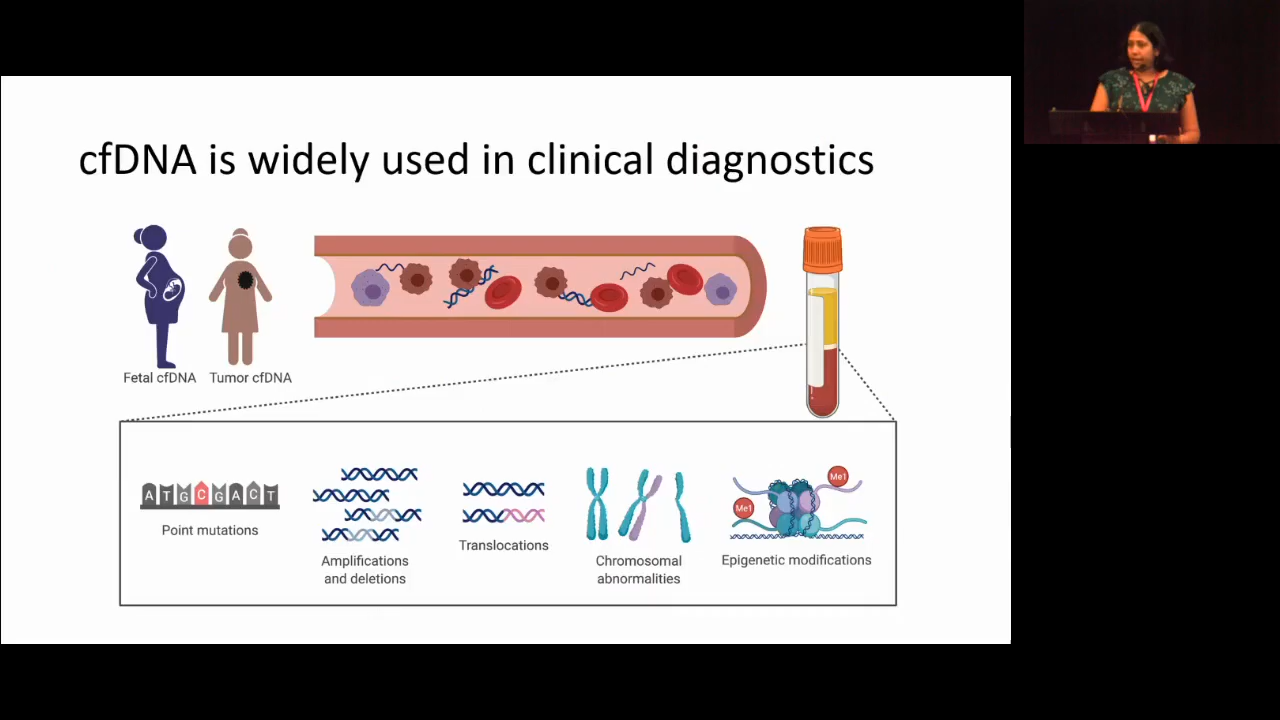 cfDNA is widely used in clinical diagnostics
Fetal cfDNA
Tumor cfDNA
ATGCGACT
Point mutations
Amplifications
and deletions
Translocations
Chromosomal
abnormalities
Me1
Me1
Epigenetic modifications